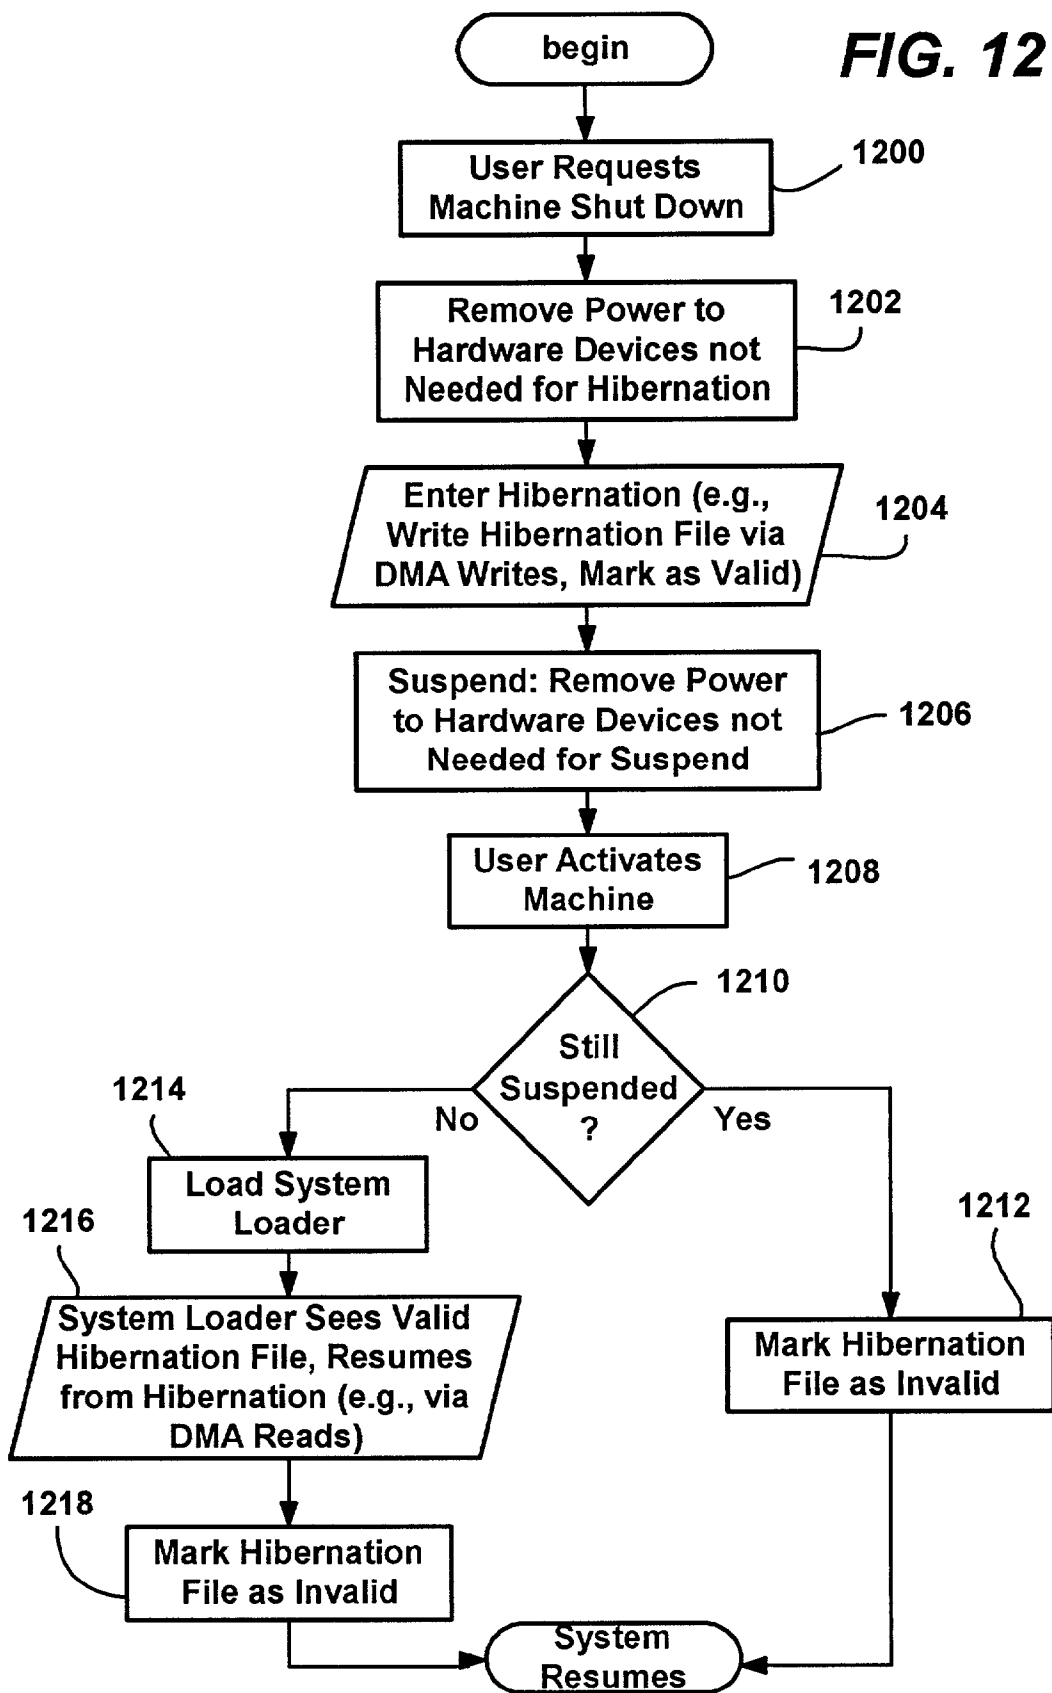 begin
FIG. 12
User Requests
Machine Shut Down
1200
Remove Power to
Hardware Devices not
Needed for Hibernation
1202
Enter Hibernation (e.g.,
Write Hibernation File via
DMA Writes, Mark as Valid)
1204
Suspend: Remove Power
to Hardware Devices not
Needed for Suspend
1206
User Activates
Machine
1208
1210
Still
Suspended
?
No
Yes
1214
Load System
Loader
1216
System Loader Sees Valid
Hibernation File, Resumes
from Hibernation (e.g., via
DMA Reads)
1212
Mark Hibernation
File as Invalid
1218
Mark Hibernation
File as Invalid
System
Resumes